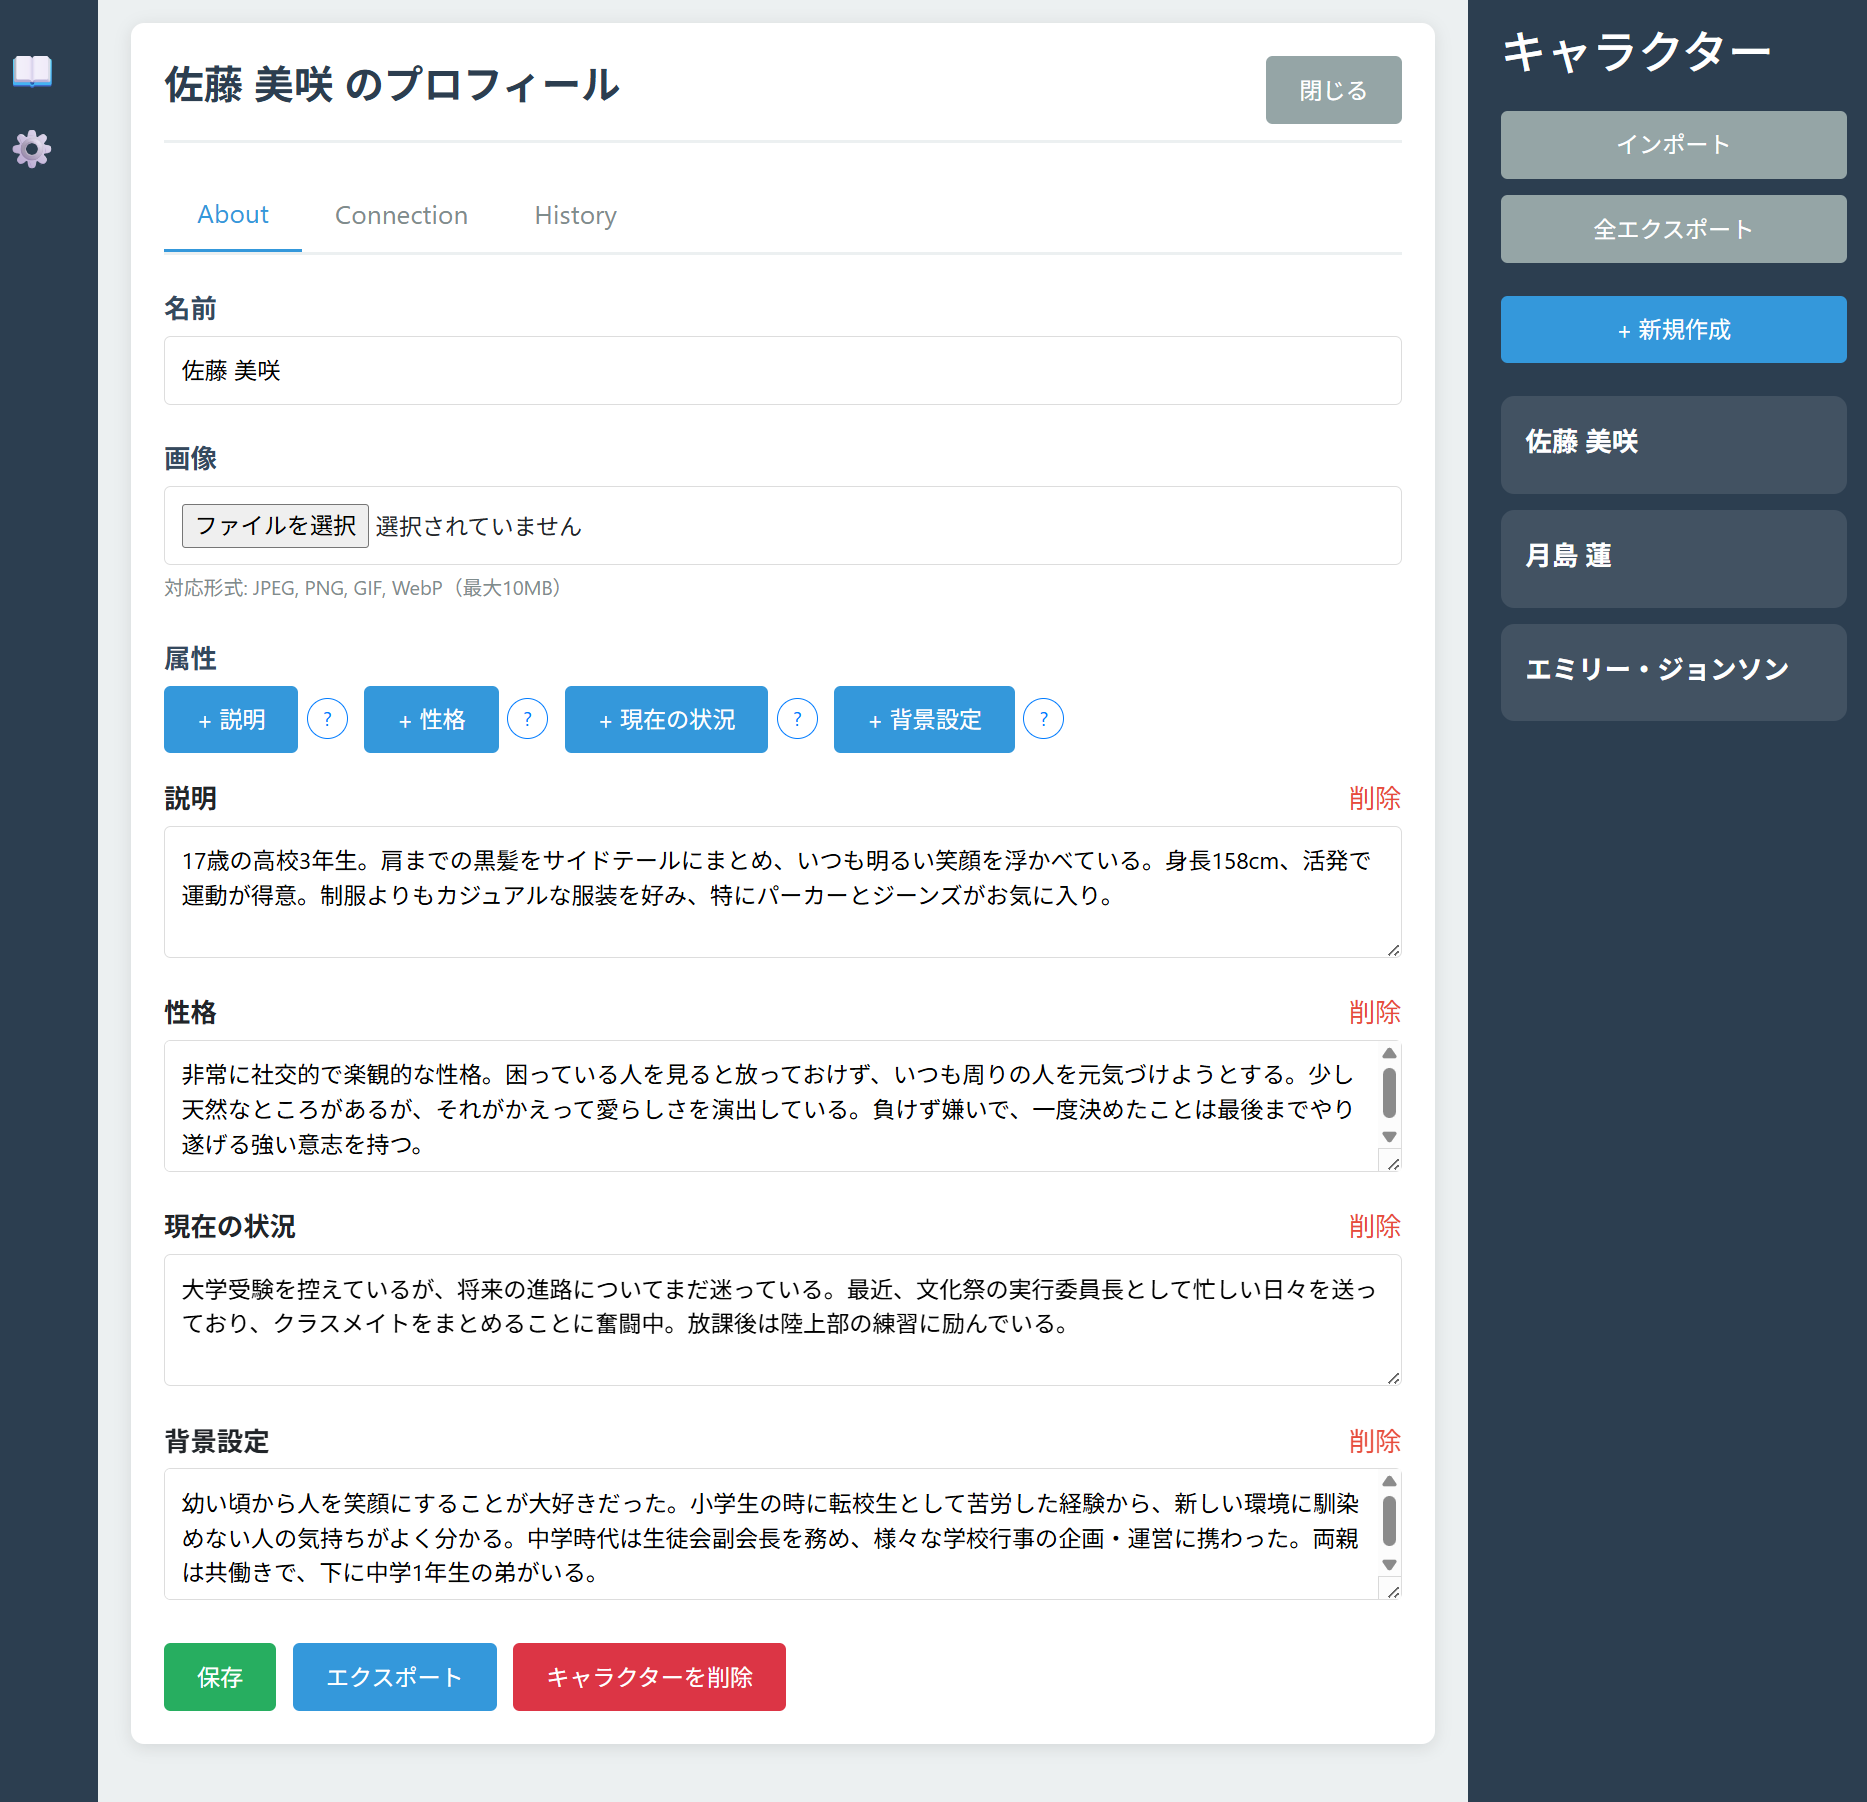 佐藤 美咲 のプロフィール
閉じる
About
Connection
History
名前
佐藤 美咲
画像
ファイルを選択 選択されていません
対応形式: JPEG, PNG, GIF, WebP（最大10MB）
属性
+ 説明
?
+ 性格
?
+ 現在の状況
?
+ 背景設定
?
説明
削除
17歳の高校3年生。肩までの黒髪をサイドテールにまとめ、いつも明るい笑顔を浮かべている。身長158cm、活発で
運動が得意。制服よりもカジュアルな服装を好み、特にパーカーとジーンズがお気に入り。
性格
削除
非常に社交的で楽観的な性格。困っている人を見ると放っておけず、いつも周りの人を元気づけようとする。少し
天然なところがあるが、それがかえって愛らしさを演出している。負けず嫌いで、一度決めたことは最後までやり
遂げる強い意志を持つ。
現在の状況
削除
大学受験を控えているが、将来の進路についてまだ迷っている。最近、文化祭の実行委員長として忙しい日々を送っ
ており、クラスメイトをまとめることに奮闘中。放課後は陸上部の練習に励んでいる。
背景設定
削除
幼い頃から人を笑顔にすることが大好きだった。小学生の時に転校生として苦労した経験から、新しい環境に馴染
めない人の気持ちがよく分かる。中学時代は生徒会副会長を務め、様々な学校行事の企画・運営に携わった。両親
は共働きで、下に中学1年生の弟がいる。
保存
エクスポート
キャラクターを削除
キャラクター
インポート
全エクスポート
+ 新規作成
佐藤 美咲
月島 蓮
エミリー・ジョンソン